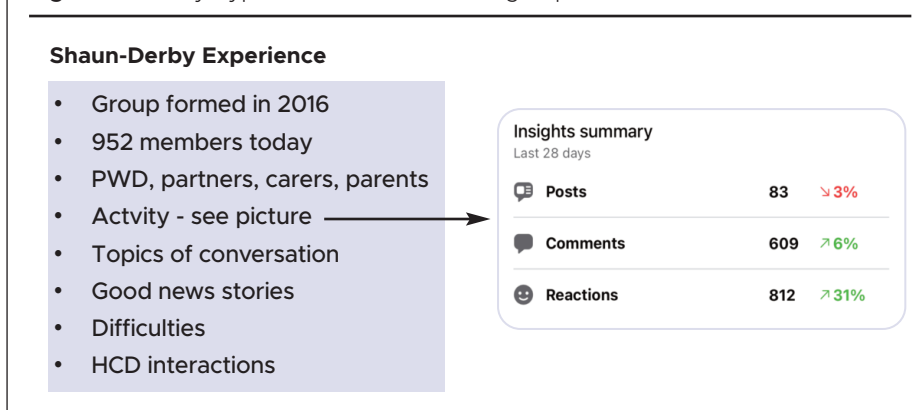 Shaun-Derby Experience
• Group formed in 2016
• 952 members today
• PWD, partners, carers, parents
• Actvity - see picture
• Topics of conversation
• Good news stories
• Difficulties
• HCD interactions
Insights summary
Last 28 days
Posts 83 ↘3%
Comments 609 ↗6%
Reactions 812 ↗31%